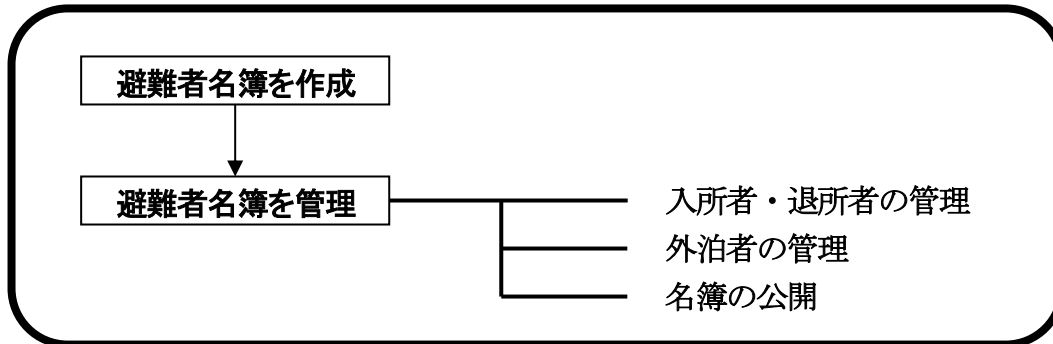 避難者名簿を作成
避難者名簿を管理
入所者・退所者の管理
外泊者の管理
名簿の公開